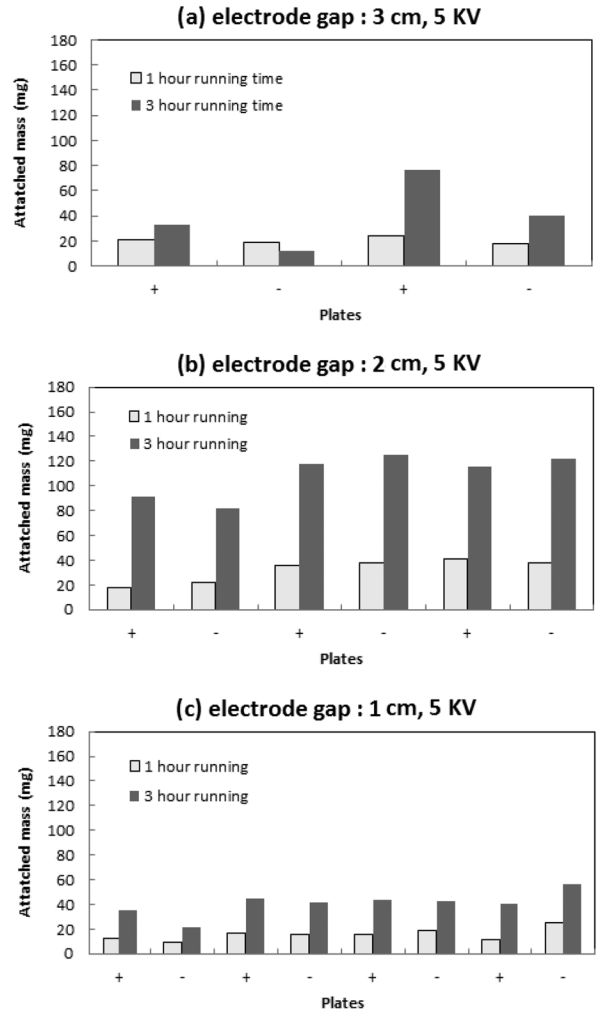 (a) electrode gap : 3 cm, 5 KV
180
160
140
120
100
80
60
40
20
0
Attatched mass (mg)
1 hour running time
3 hour running time
+ - + -
Plates
(b) electrode gap : 2 cm, 5 KV
180
160
140
120
100
80
60
40
20
0
Attatched mass (mg)
1 hour running
3 hour running
+ - + - + -
Plates
(c) electrode gap : 1 cm, 5 KV
180
160
140
120
100
80
60
40
20
0
Attatched mass (mg)
1 hour running
3 hour running
+ - + - + - + -
Plates